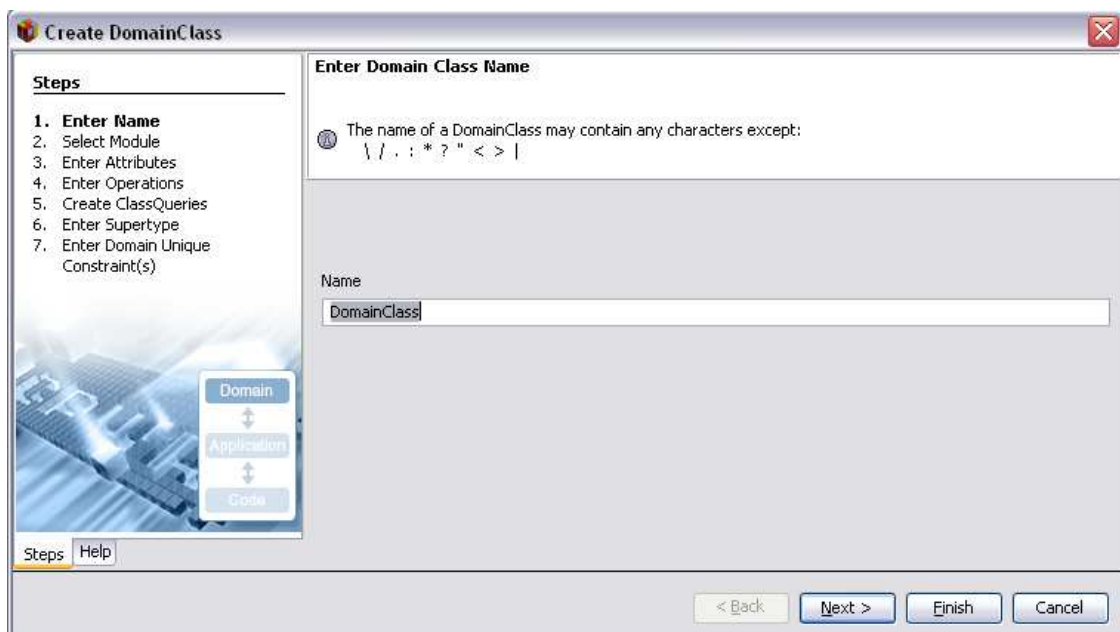 Create DomainClass
Steps
1. Enter Name
2. Select Module
3. Enter Attributes
4. Enter Operations
5. Create ClassQueries
6. Enter Supertype
7. Enter Domain Unique
Constraint(s)
Domain
Application
Code
Steps
Help
Enter Domain Class Name
The name of a DomainClass may contain any characters except:
\ / . : * ? " < > |
Name
DomainClass
< Back
Next >
Finish
Cancel